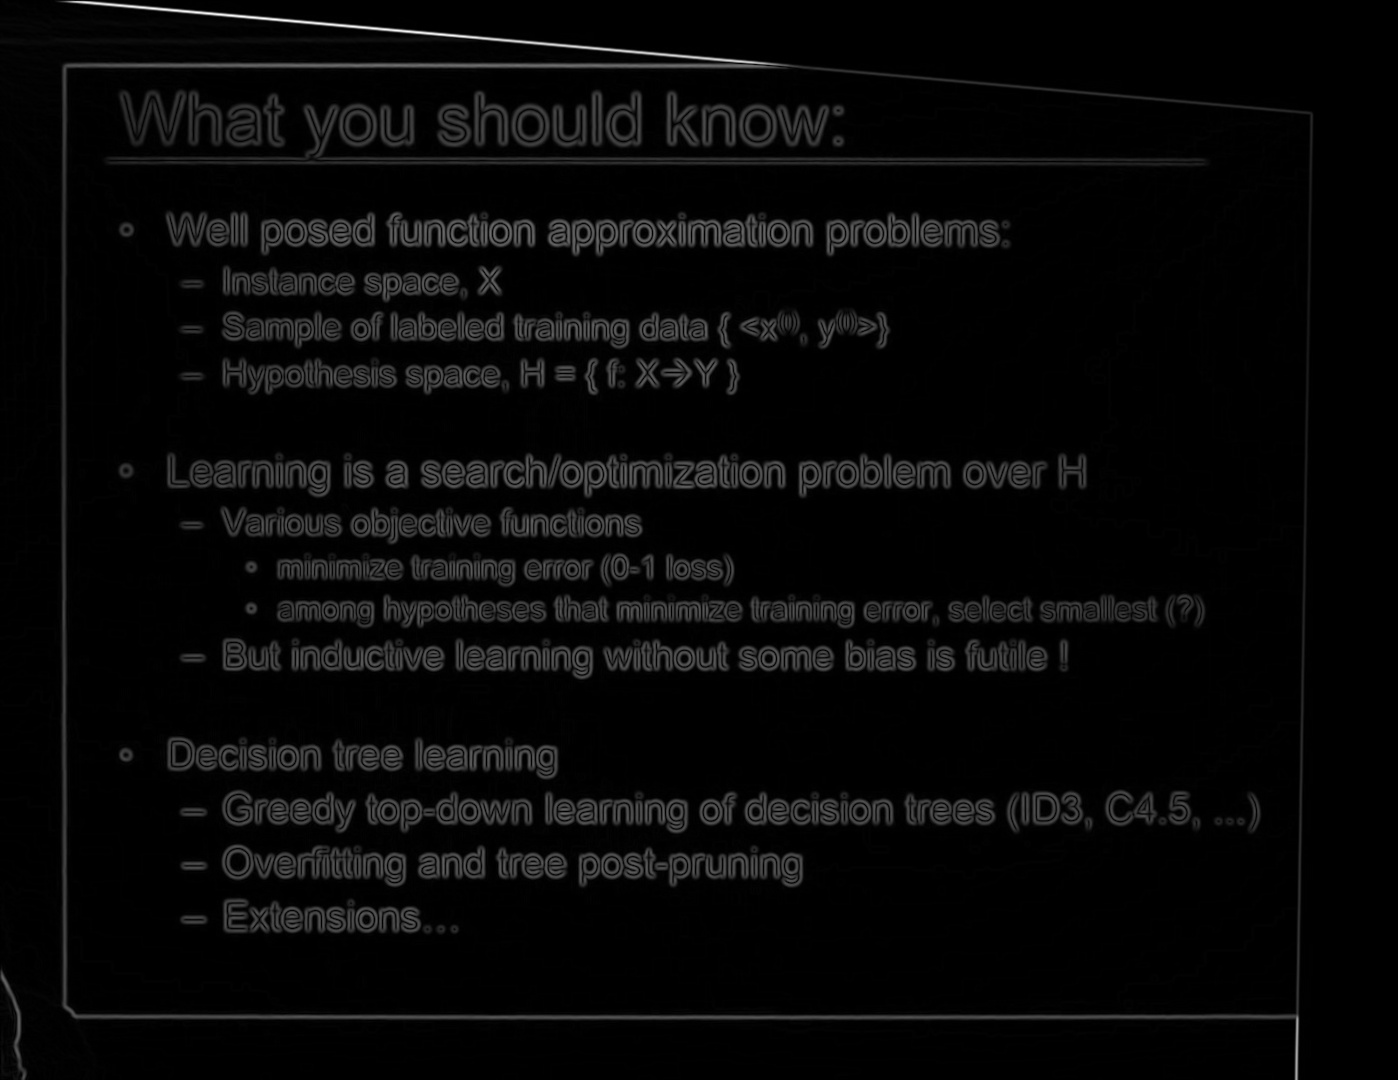 What you should know:
• Well posed function approximation problems:
– Instance space, X
– Sample of labeled training data { <x⁽ⁱ⁾, y⁽ⁱ⁾>}
– Hypothesis space, H = { f: X→Y }
• Learning is a search/optimization problem over H
– Various objective functions
• minimize training error (0-1 loss)
• among hypotheses that minimize training error, select smallest (?)
– But inductive learning without some bias is futile !
• Decision tree learning
– Greedy top-down learning of decision trees (ID3, C4.5, ...)
– Overfitting and tree post-pruning
– Extensions…